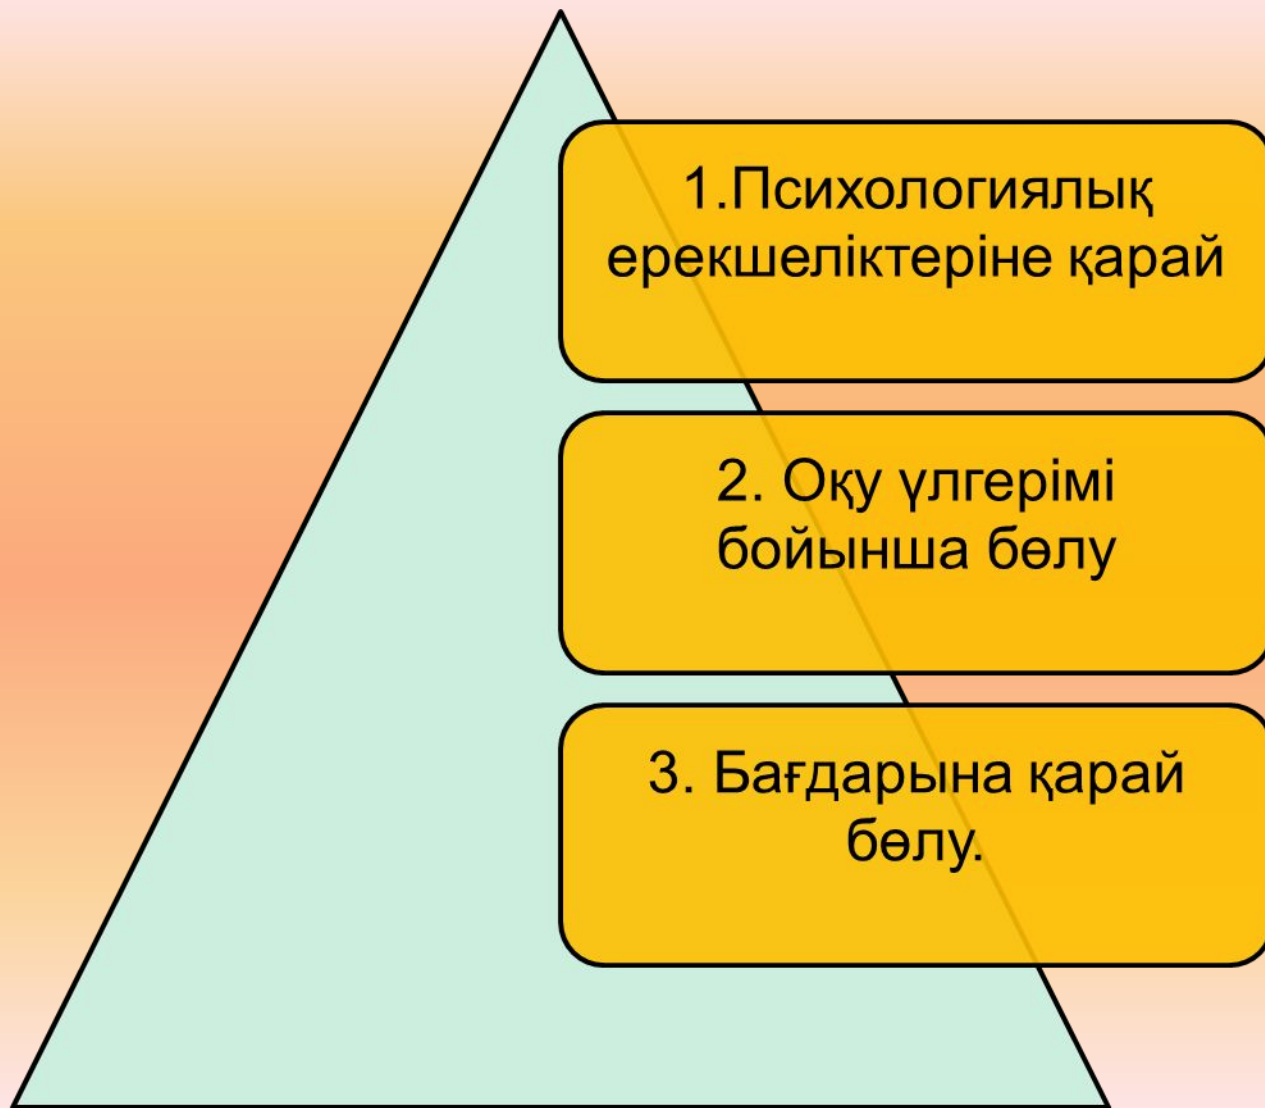 1.Психологиялық
ерекшеліктеріне қарай
2. Оқу үлгерімі
бойынша бөлу
3. Бағдарына қарай
бөлу.